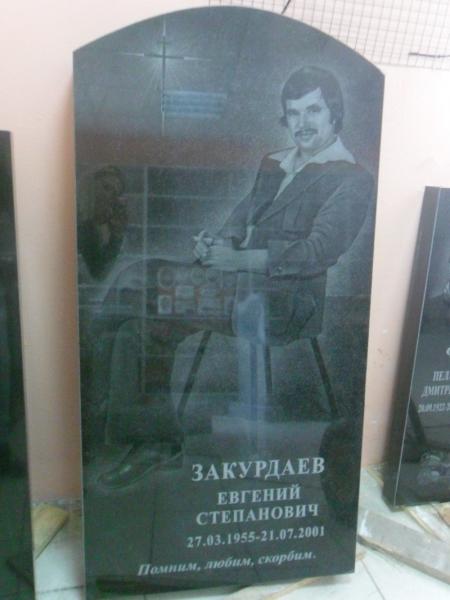 ЗАКУРДАЕВ
ЕВГЕНИЙ
СТЕПАНОВИЧ
27.03.1955-21.07.2001
Помним, любим, скорбим.